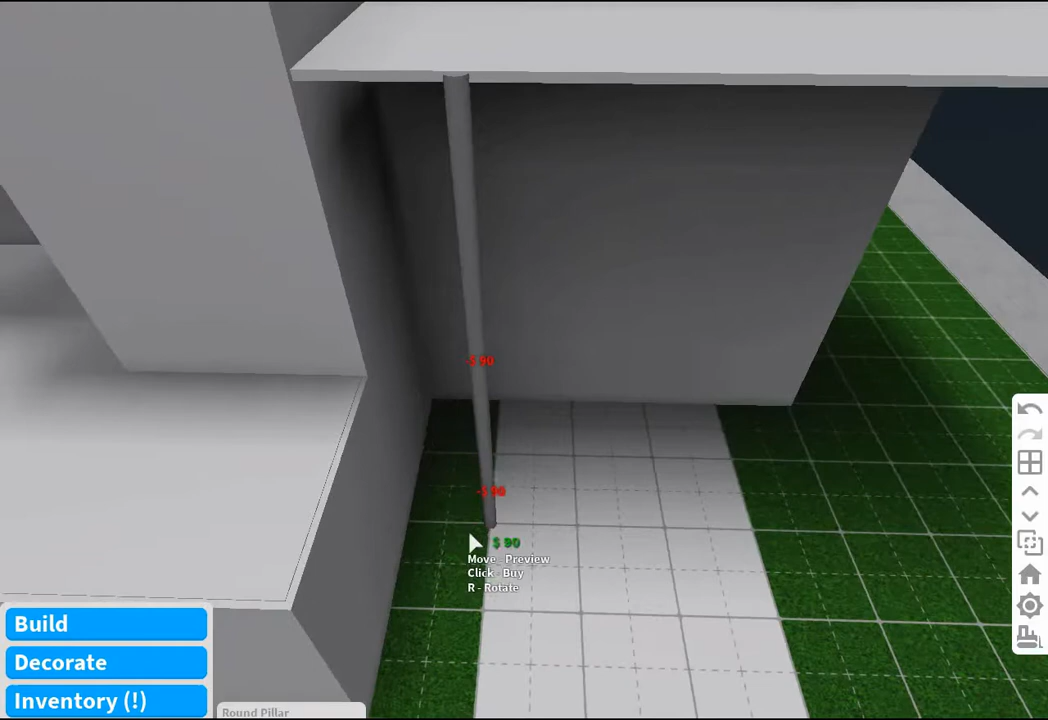 -$ 90
-$ 90
$ 90
Move - Preview
Click - Buy
R - Rotate
Build
Decorate
Inventory (!)
Round Pillar